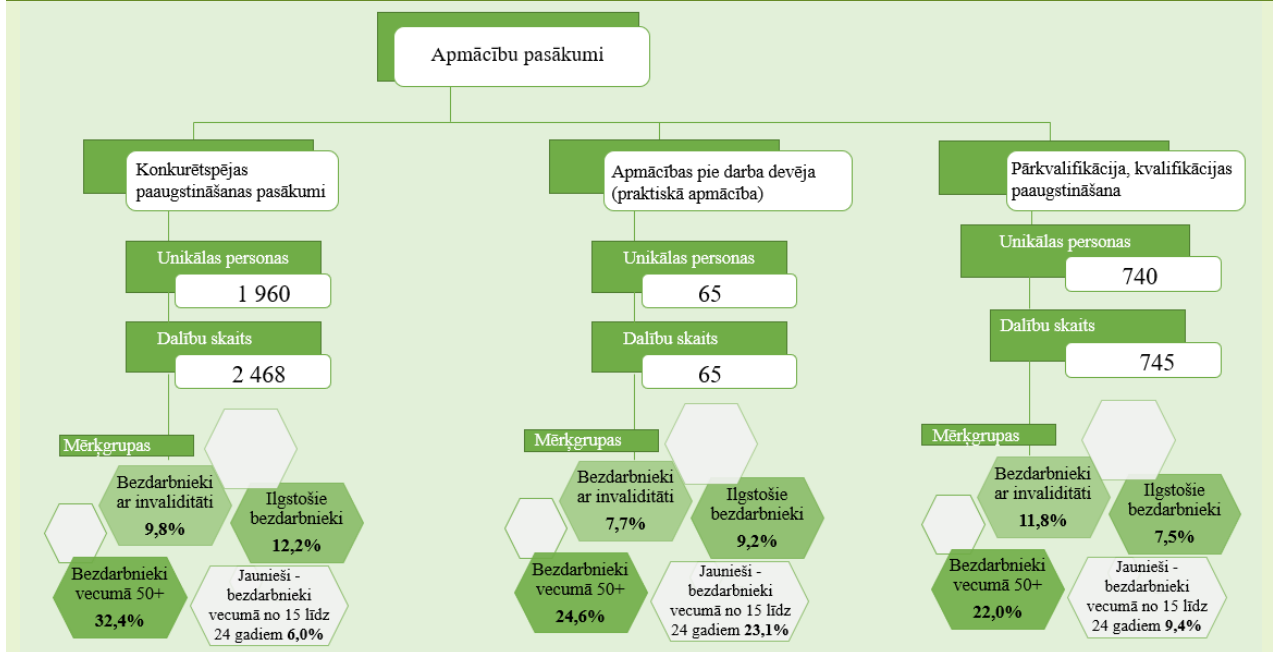 Apmācību pasākumi
Konkurētspējas
paaugstināšanas pasākumi
Unikālas personas
1 960
Dalību skaits
2 468
Mērķgrupas
Bezdarbnieki
ar invaliditāti
9,8%
Ilgstošie
bezdarbnieki
12,2%
Bezdarbnieki
vecumā 50+
32,4%
Jaunieši -
bezdarbnieki
vecumā no 15 līdz
24 gadiem 6,0%
Apmācības pie darba devēja
(praktiskā apmācība)
Unikālas personas
65
Dalību skaits
65
Mērķgrupas
Bezdarbnieki
ar invaliditāti
7,7%
Ilgstošie
bezdarbnieki
9,2%
Bezdarbnieki
vecumā 50+
24,6%
Jaunieši -
bezdarbnieki
vecumā no 15 līdz
24 gadiem 23,1%
Pārkvalifikācija, kvalifikācijas
paaugstināšana
Unikālas personas
740
Dalību skaits
745
Mērķgrupas
Bezdarbnieki
ar invaliditāti
11,8%
Ilgstošie
bezdarbnieki
7,5%
Bezdarbnieki
vecumā 50+
22,0%
Jaunieši -
bezdarbnieki
vecumā no 15 līdz
24 gadiem 9,4%